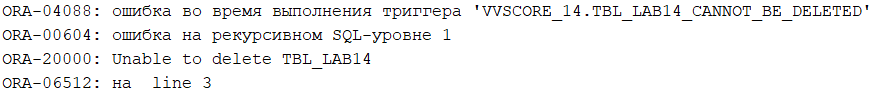 ORA-04088: ошибка во время выполнения триггера 'VVSCORE_14.TBL_LAB14_CANNOT_BE_DELETED'
ORA-00604: ошибка на рекурсивном SQL-уровне 1
ORA-20000: Unable to delete TBL_LAB14
ORA-06512: на  line 3